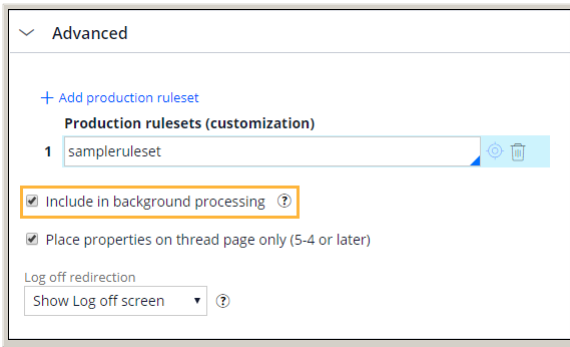 Advanced
+ Add production ruleset
Production rulesets (customization)
1 sampleruleset
Include in background processing ?
Place properties on thread page only (5-4 or later)
Log off redirection
Show Log off screen ?